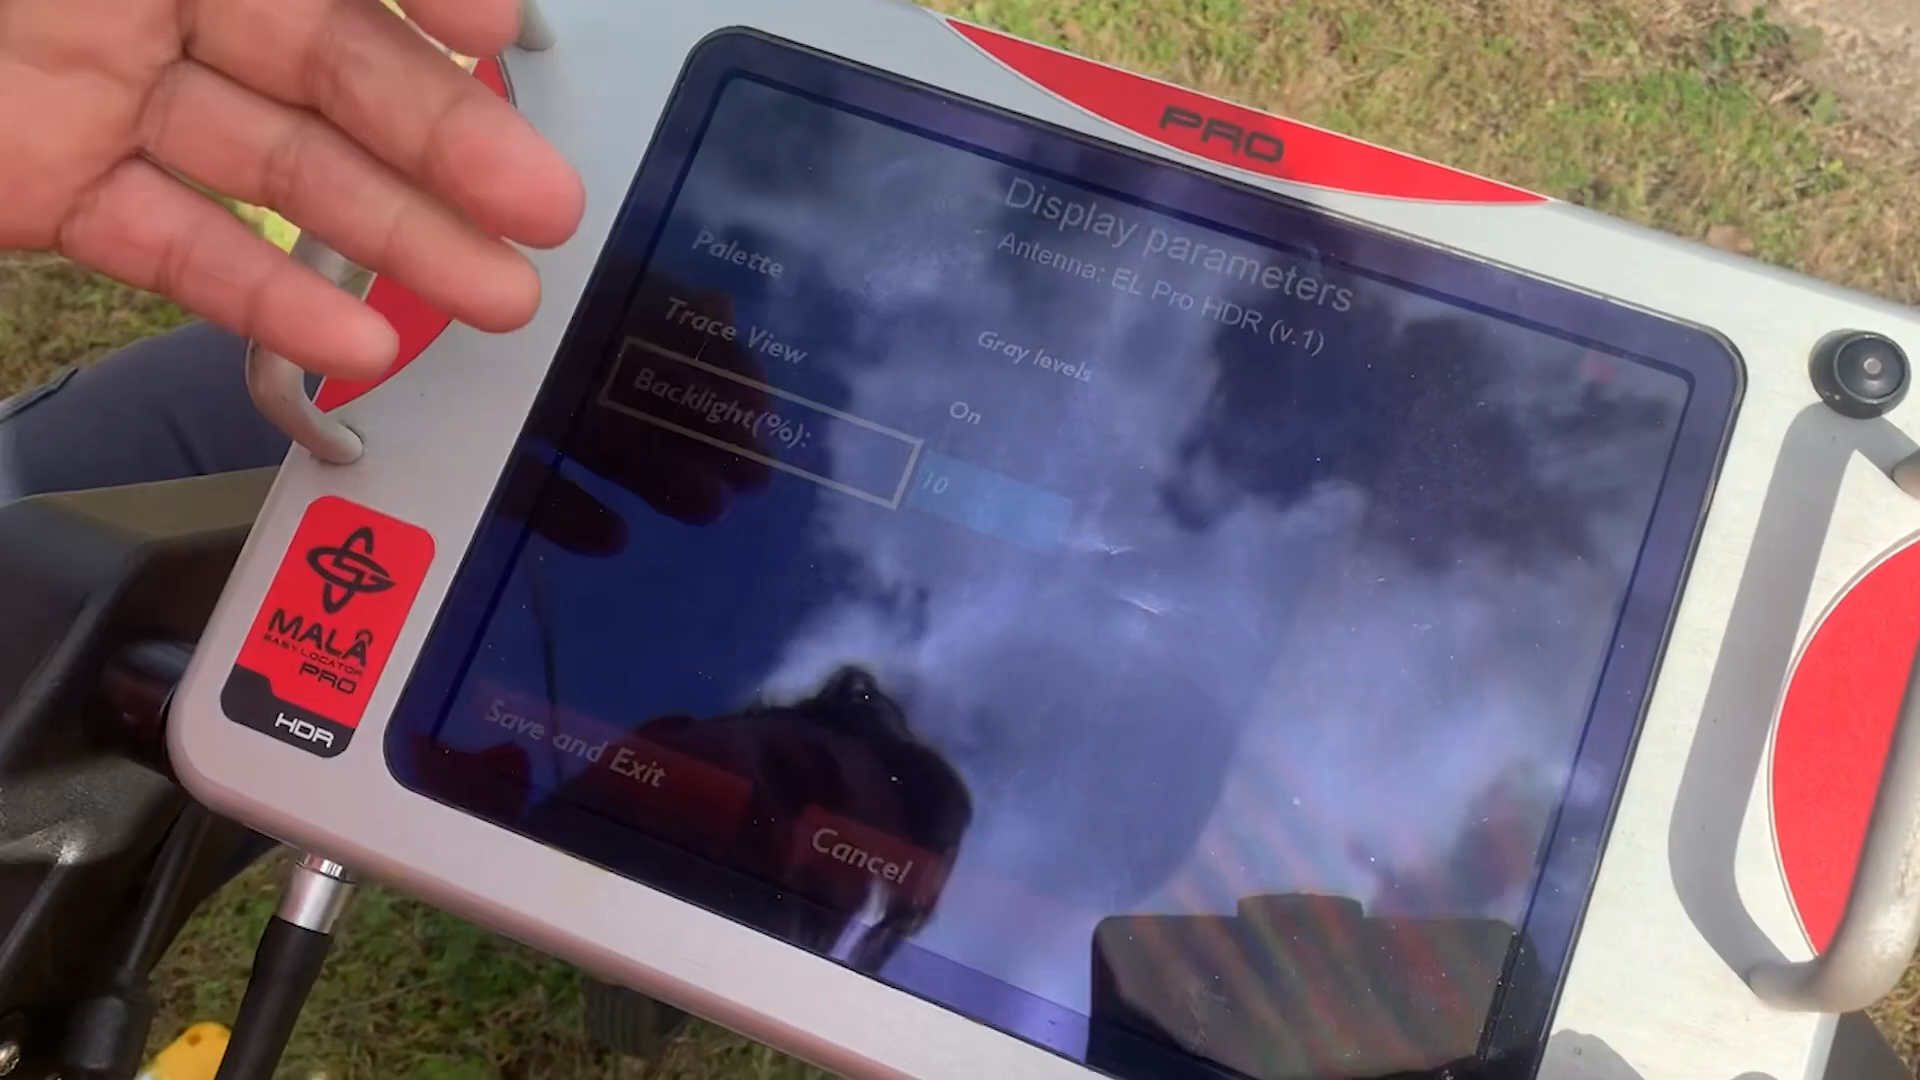 PRO
Display parameters
Antenna: EL Pro HDR (v.1)
Palette
Gray levels
Trace View
On
Backlight(%):
10
Save and Exit
Cancel
MALÅ
EASY LOCATOR
PRO
HDR